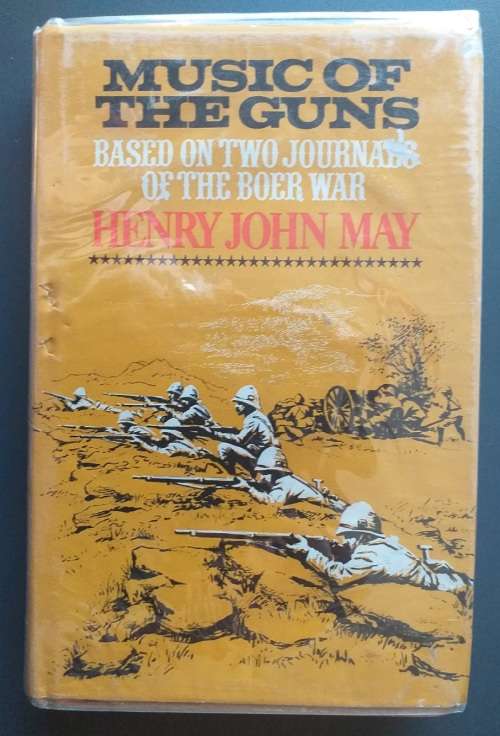 MUSIC OF
THE GUNS
BASED ON TWO JOURNALS
OF THE BOER WAR
HENRY JOHN MAY